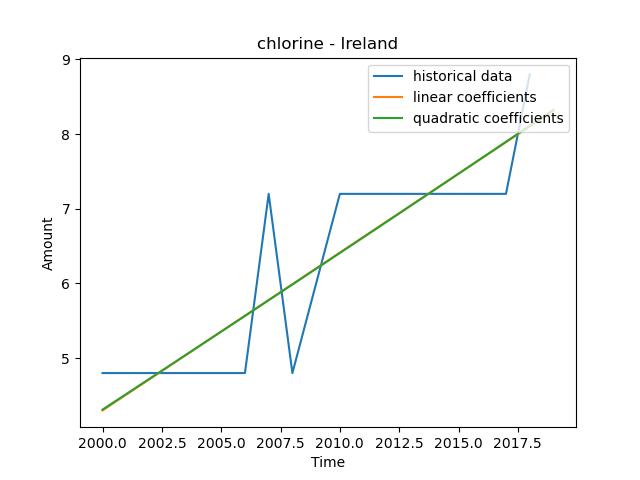 chlorine - Ireland
historical data
linear coefficients
quadratic coefficients
Amount
9
8
7
6
5
2000.0 2002.5 2005.0 2007.5 2010.0 2012.5 2015.0 2017.5
Time